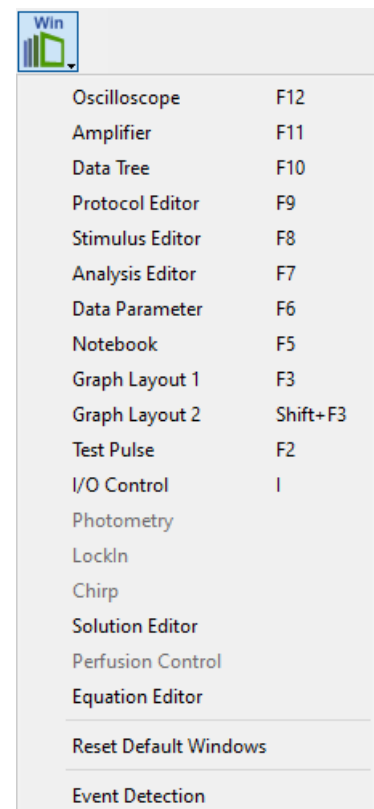 Win
Oscilloscope F12
Amplifier F11
Data Tree F10
Protocol Editor F9
Stimulus Editor F8
Analysis Editor F7
Data Parameter F6
Notebook F5
Graph Layout 1 F3
Graph Layout 2 Shift+F3
Test Pulse F2
I/O Control I
Photometry
LockIn
Chirp
Solution Editor
Perfusion Control
Equation Editor
Reset Default Windows
Event Detection